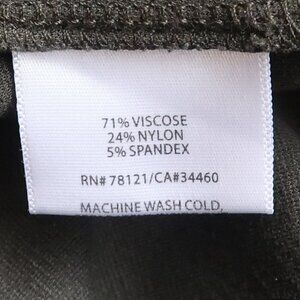 71% VISCOSE
24% NYLON
5% SPANDEX
RN# 78121/CA#34460
MACHINE WASH COLD,